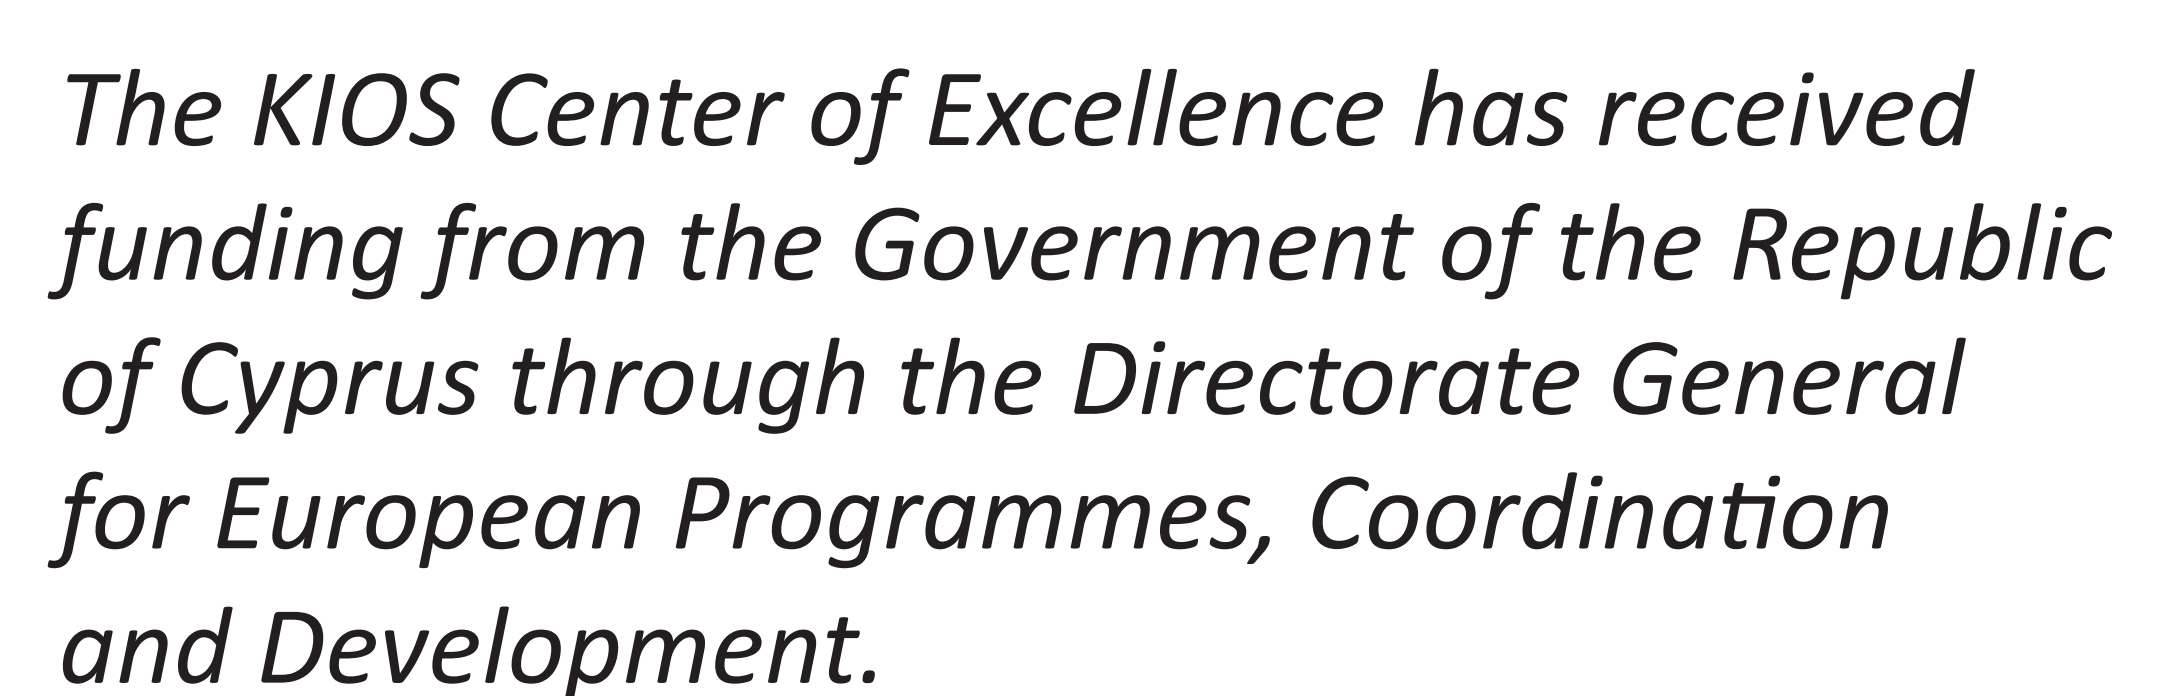 The KIOS Center of Excellence has received
funding from the Government of the Republic
of Cyprus through the Directorate General
for European Programmes, Coordination
and Development.